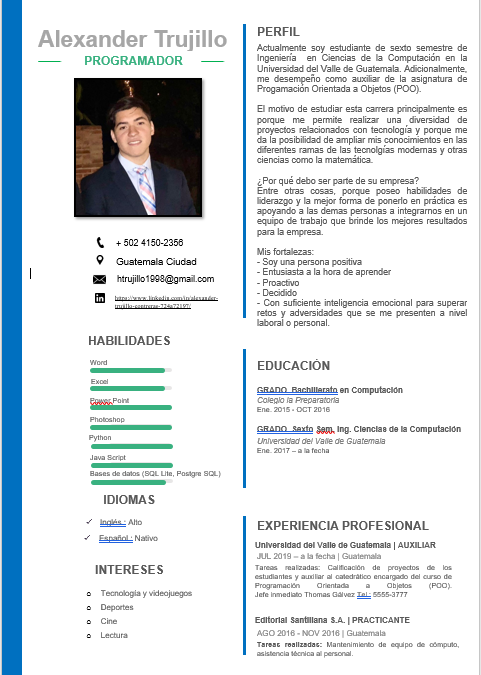 Alexander Trujillo
PROGRAMADOR
+ 502 4150-2356
Guatemala Ciudad
htrujillo1998@gmail.com
https://www.linkedin.com/in/alexander-
trujillo-contreras-724a72197/
HABILIDADES
Word
Excel
Power Point
Photoshop
Python
Java Script
Bases de datos (SQL Lite, Postgre SQL)
IDIOMAS
Inglés.: Alto
Español.: Nativo
INTERESES
Tecnología y videojuegos
Deportes
Cine
Lectura
PERFIL
Actualmente soy estudiante de sexto semestre de
Ingeniería en Ciencias de la Computación en la
Universidad del Valle de Guatemala. Adicionalmente,
me desempeño como auxiliar de la asignatura de
Progamación Orientada a Objetos (POO).
El motivo de estudiar esta carrera principalmente es
porque me permite realizar una diversidad de
proyectos relacionados con tecnología y porque me
da la posibilidad de ampliar mis conocimientos en las
diferentes ramas de las tecnolgías modernas y otras
ciencias como la matemática.
¿Por qué debo ser parte de su empresa?
Entre otras cosas, porque poseo habilidades de
liderazgo y la mejor forma de ponerlo en práctica es
apoyando a las demas personas a integrarnos en un
equipo de trabajo que brinde los mejores resultados
para la empresa.
Mis fortalezas:
- Soy una persona positiva
- Entusiasta a la hora de aprender
- Proactivo
- Decidido
- Con suficiente inteligencia emocional para superar
retos y adversidades que se me presenten a nivel
laboral o personal.
EDUCACIÓN
GRADO. Bachillerato en Computación
Colegio la Preparatoria
Ene. 2015 - OCT 2016
GRADO. Sexto Sem. Ing. Ciencias de la Computación
Universidad del Valle de Guatemala
Ene. 2017 – a la fecha
EXPERIENCIA PROFESIONAL
Universidad del Valle de Guatemala | AUXILIAR
JUL 2019 – a la fecha | Guatemala
Tareas realizadas: Calificación de proyectos de los
estudiantes y auxiliar al catedrático encargado del curso de
Programación Orientada a Objetos (POO).
Jefe inmediato Thomas Gálvez Tel.: 5555-3777
Editorial Santillana S.A. | PRACTICANTE
AGO 2016 - NOV 2016 | Guatemala
Tareas realizadas: Mantenimiento de equipo de cómputo,
asistencia técnica al personal.